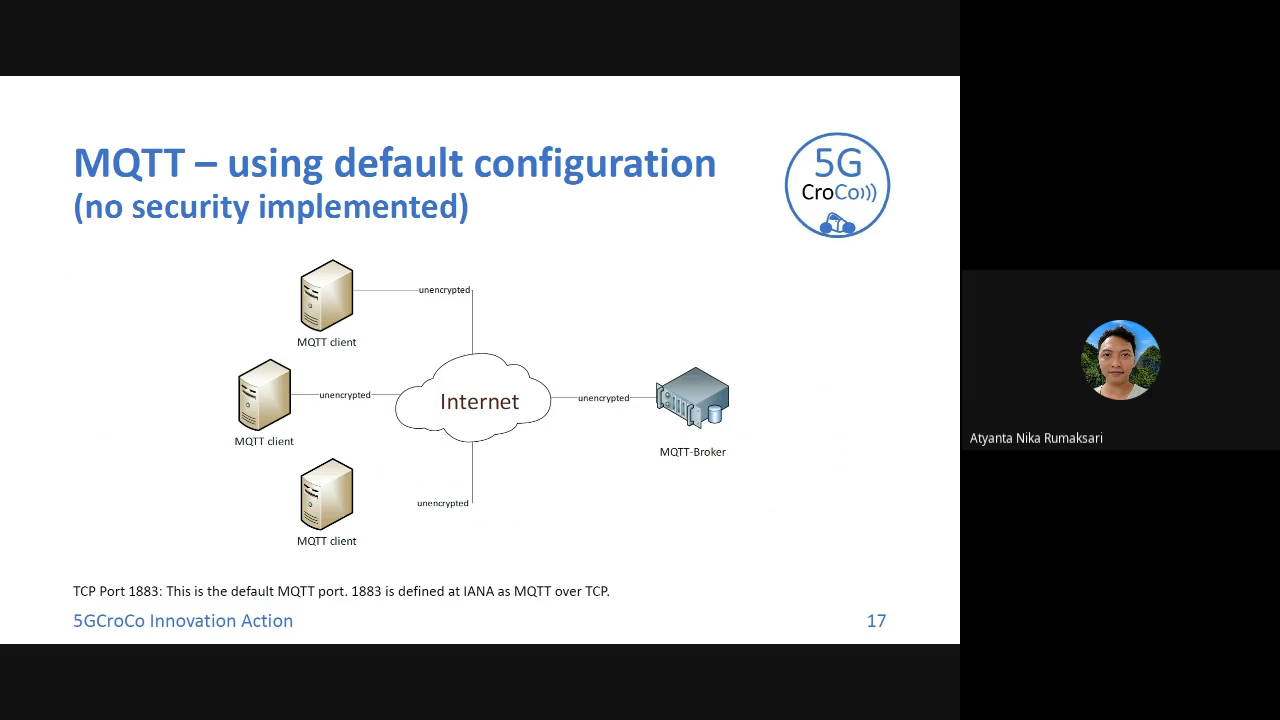 MQTT – using default configuration
(no security implemented)
5G
CroCo
unencrypted
MQTT client
unencrypted
Internet
unencrypted
MQTT client
MQTT-Broker
unencrypted
MQTT client
TCP Port 1883: This is the default MQTT port. 1883 is defined at IANA as MQTT over TCP.
5GCroCo Innovation Action
17
Atyanta Nika Rumaksari